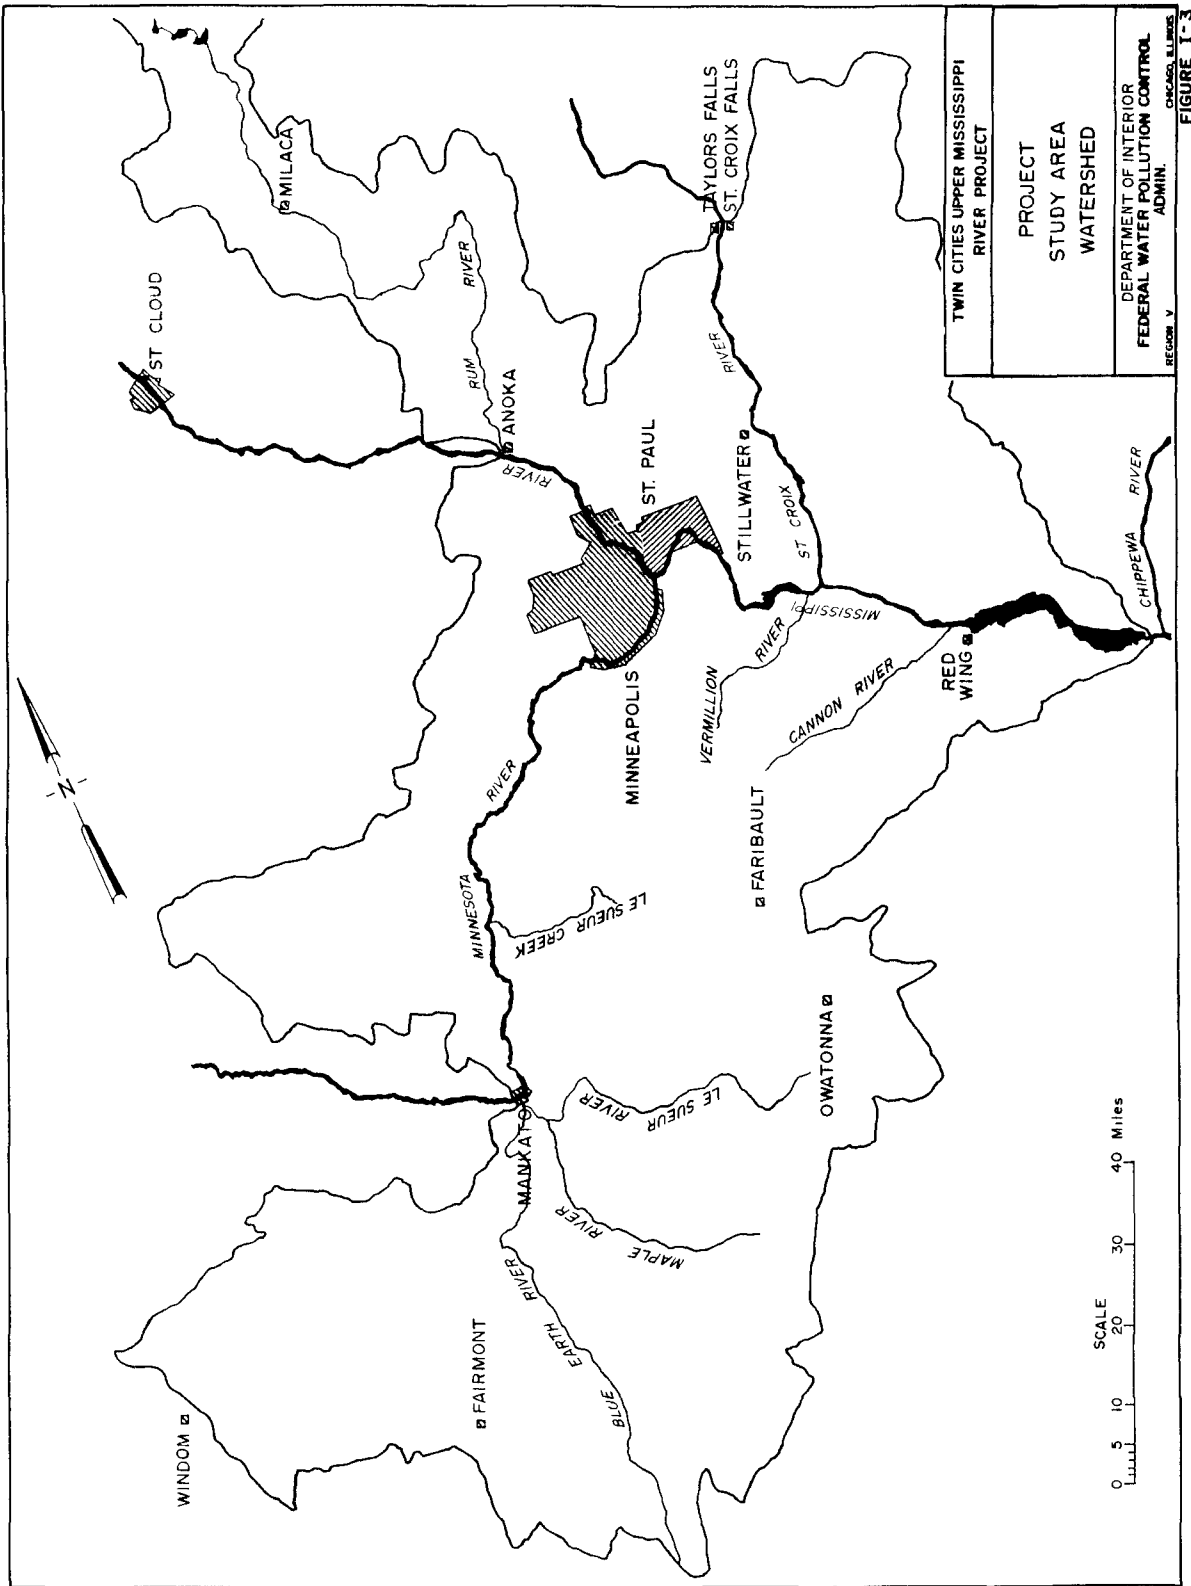 ST CLOUD
MILACA
RUM RIVER
ANOKA
RIVER
TAYLORS FALLS
ST. CROIX FALLS
RIVER
ST. PAUL
STILLWATER
ST CROIX
MINNEAPOLIS
MISSISSIPPI
VERMILLION RIVER
CANNON RIVER
RED
WING
CHIPPEWA RIVER
N
MINNESOTA RIVER
LE SUEUR CREEK
FARIBAULT
OWATONNA
MANKATO
LE SUEUR RIVER
MAPLE RIVER
BLUE EARTH RIVER
FAIRMONT
WINDOM
SCALE
0 5 10 20 30 40 Miles
TWIN CITIES UPPER MISSISSIPPI
RIVER PROJECT
PROJECT
STUDY AREA
WATERSHED
DEPARTMENT OF INTERIOR
FEDERAL WATER POLLUTION CONTROL
ADMIN.
REGION V CHICAGO, ILLINOIS
FIGURE I-3